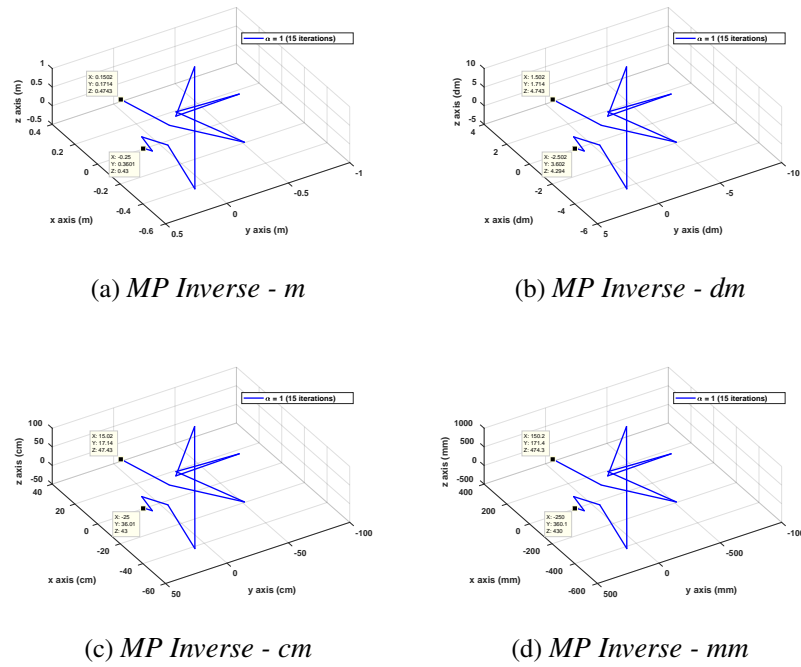 α = 1 (15 iterations)
X: 0.1502
Y: 0.1714
Z: 0.4743
X: -0.25
Y: 0.3601
Z: 0.43
z axis (m)
1
0.5
0
-0.5
x axis (m)
0.4
0.2
0
-0.2
-0.4
-0.6
y axis (m)
0.5
0
-0.5
-1
(a) MP Inverse - m
α = 1 (15 iterations)
X: 1.502
Y: 1.714
Z: 4.743
X: -2.502
Y: 3.602
Z: 4.294
z axis (dm)
10
5
0
-5
x axis (dm)
4
2
0
-2
-4
-6
y axis (dm)
5
0
-5
-10
(b) MP Inverse - dm
α = 1 (15 iterations)
X: 15.02
Y: 17.14
Z: 47.43
X: -25
Y: 36.01
Z: 43
z axis (cm)
100
50
0
-50
x axis (cm)
40
20
0
-20
-40
-60
y axis (cm)
50
0
-50
-100
(c) MP Inverse - cm
α = 1 (15 iterations)
X: 150.2
Y: 171.4
Z: 474.3
X: -250
Y: 360.1
Z: 430
z axis (mm)
1000
500
0
-500
x axis (mm)
400
200
0
-200
-400
-600
y axis (mm)
500
0
-500
(d) MP Inverse - mm